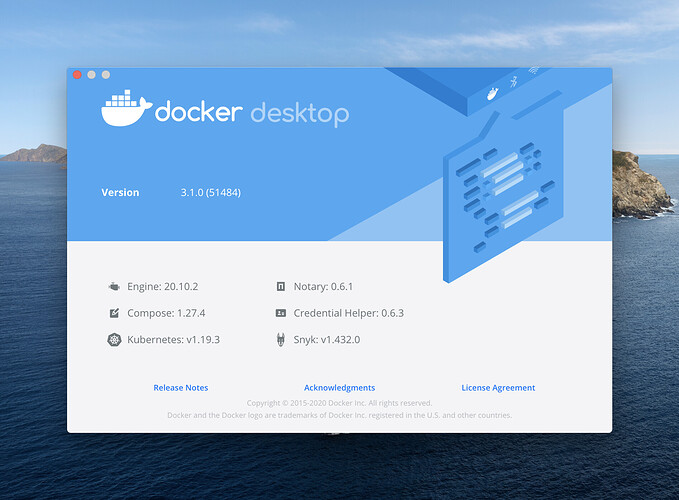 docker desktop
Version 3.1.0 (51484)
Engine: 20.10.2
Notary: 0.6.1
Compose: 1.27.4
Credential Helper: 0.6.3
Kubernetes: v1.19.3
Snyk: v1.432.0
Release Notes
Acknowledgments
License Agreement
Copyright © 2015-2020 Docker Inc. All rights reserved.
Docker and the Docker logo are trademarks of Docker Inc. registered in the U.S. and other countries.